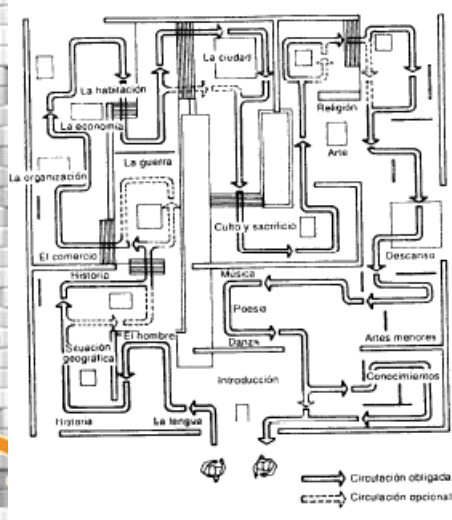 La ciudad
La habitación
La economía
Religión
La guerra
Arte
La organización
Culto y sacrificio
El comercio
Descanso
Historia
Música
Poesía
El hombre
Danza
Artes menores
Situación
geográfica
Introducción
Conocimientos
Historia
La lengua
Circulación obligada
Circulación opcional